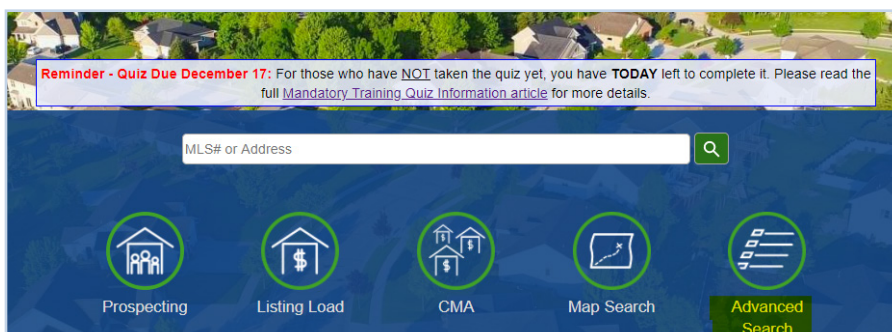 Reminder - Quiz Due December 17: For those who have NOT taken the quiz yet, you have TODAY left to complete it. Please read the
full Mandatory Training Quiz Information article for more details.
MLS# or Address
Prospecting
Listing Load
CMA
Map Search
Advanced
Search